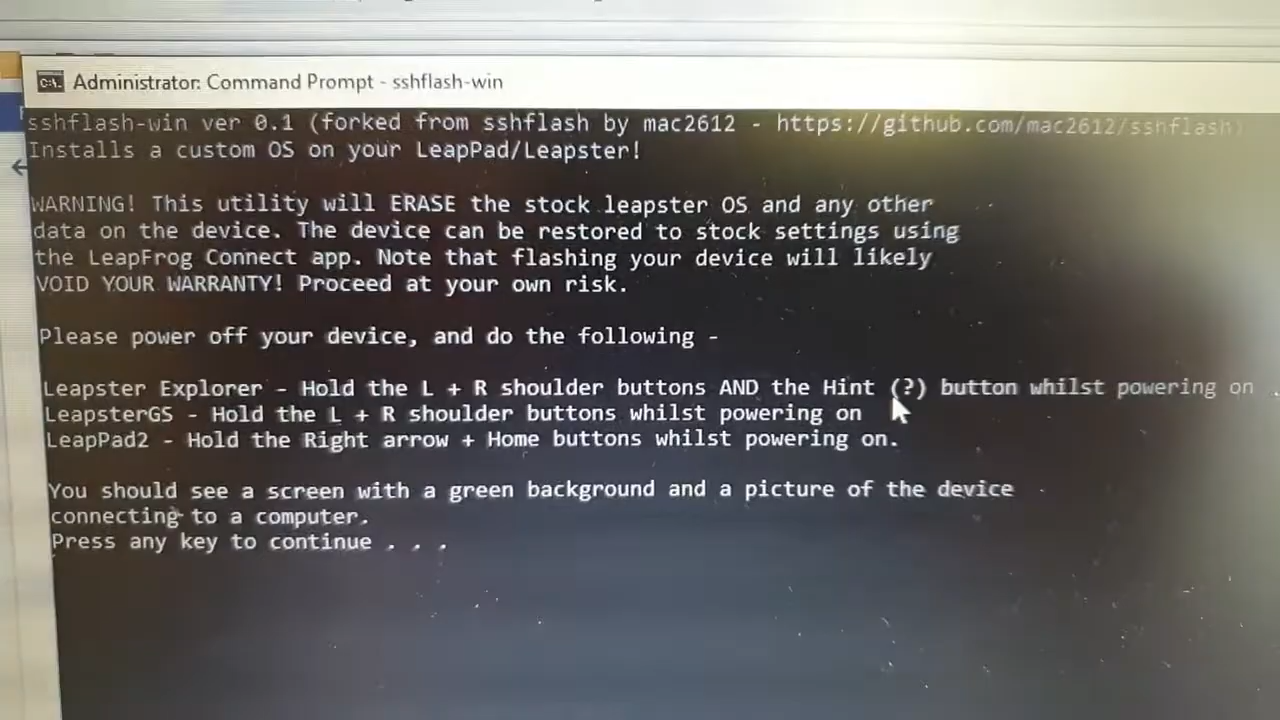 Administrator: Command Prompt - sshflash-win
sshflash-win ver 0.1 (forked from sshflash by mac2612 - https://github.com/mac2612/sshflash)
Installs a custom OS on your LeapPad/Leapster!
WARNING! This utility will ERASE the stock leapster OS and any other
data on the device. The device can be restored to stock settings using
the LeapFrog Connect app. Note that flashing your device will likely
VOID YOUR WARRANTY! Proceed at your own risk.
Please power off your device, and do the following -
Leapster Explorer - Hold the L + R shoulder buttons AND the Hint (?) button whilst powering on .
LeapsterGS - Hold the L + R shoulder buttons whilst powering on
LeapPad2 - Hold the Right arrow + Home buttons whilst powering on.
You should see a screen with a green background and a picture of the device
connecting to a computer.
Press any key to continue . . .